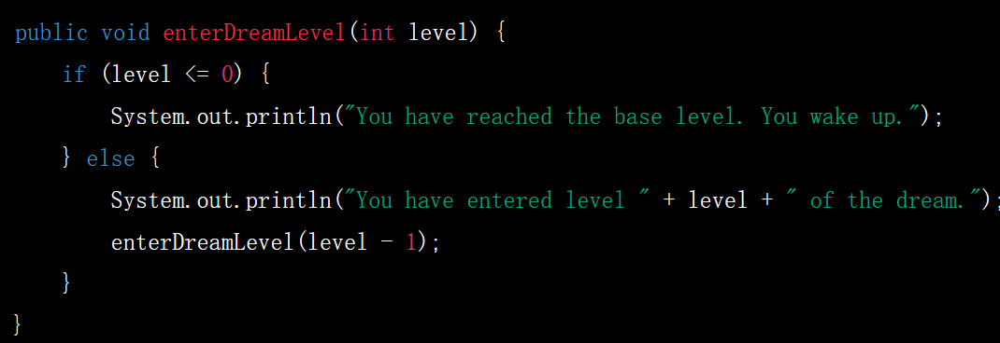 public void enterDreamLevel(int level) {
    if (level <= 0) {
        System.out.println("You have reached the base level. You wake up.");
    } else {
        System.out.println("You have entered level " + level + " of the dream.");
        enterDreamLevel(level - 1);
    }
}